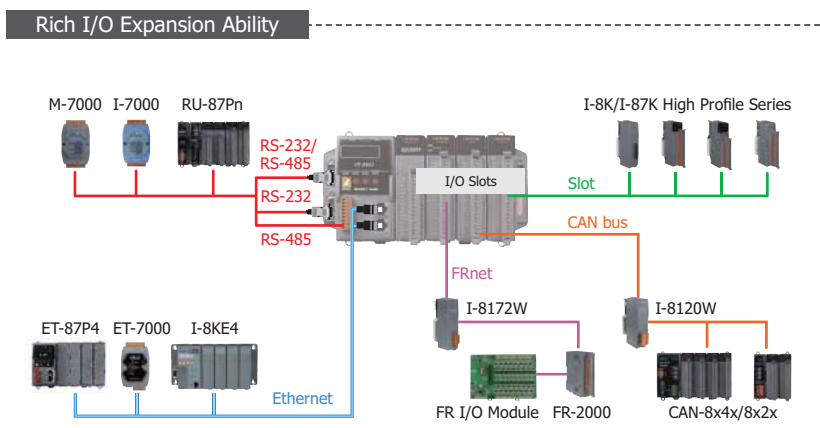 Rich I/O Expansion Ability
M-7000 I-7000 RU-87Pn
I-8K/I-87K High Profile Series
RS-232/
RS-485
I/O Slots
Slot
RS-232
CAN bus
RS-485
FRnet
I-8172W
I-8120W
ET-87P4 ET-7000 I-8KE4
Ethernet
FR I/O Module FR-2000
CAN-8x4x/8x2x